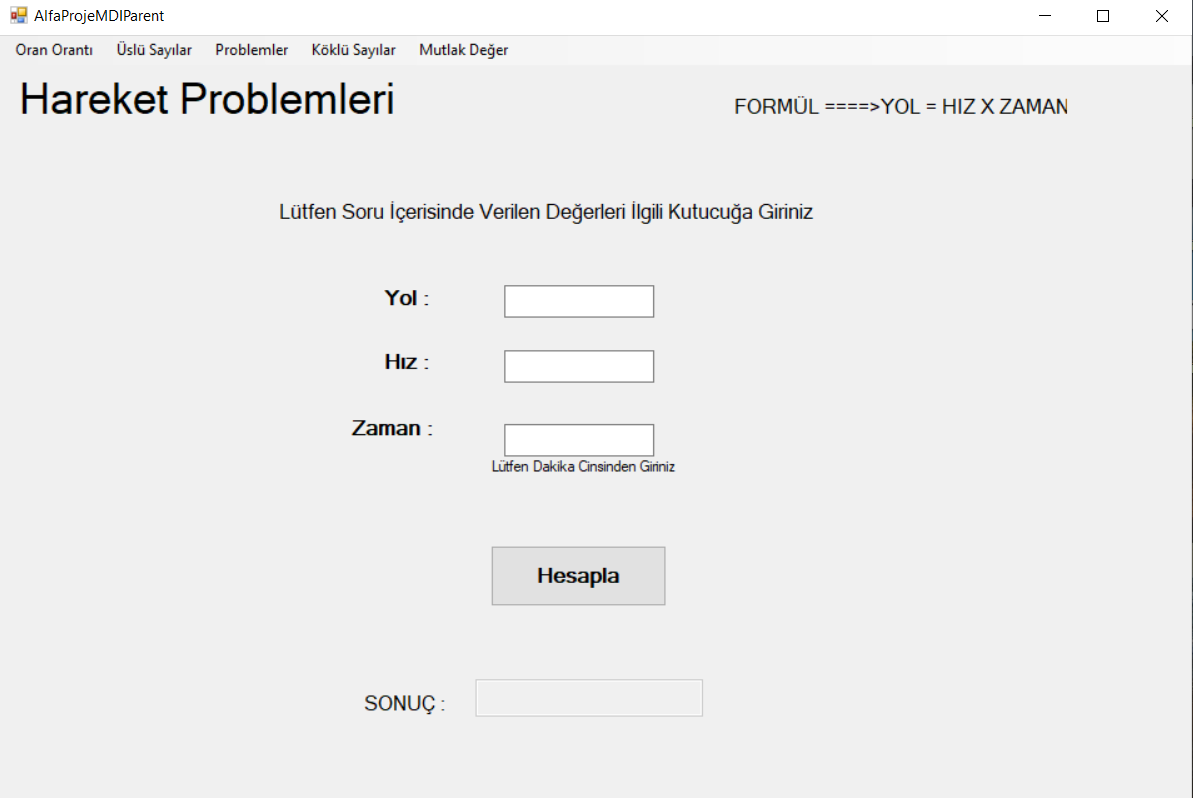 AlfaProjeMDIParent
Oran Orantı Üslü Sayılar Problemler Köklü Sayılar Mutlak Değer
Hareket Problemleri
FORMÜL ====>YOL = HIZ X ZAMAN
Lütfen Soru İçerisinde Verilen Değerleri İlgili Kutucuğa Giriniz
Yol :
Hız :
Zaman :
Lütfen Dakika Cinsinden Giriniz
Hesapla
SONUÇ :